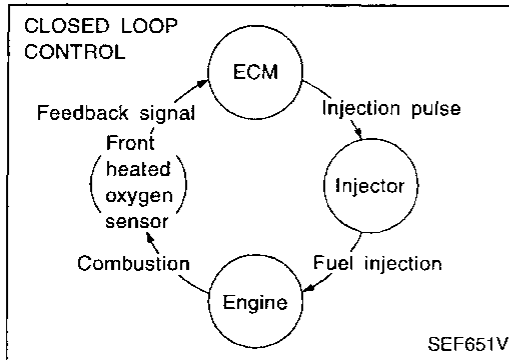 CLOSED LOOP
CONTROL
ECM
Feedback signal
Injection pulse
Front
heated
oxygen
sensor
Injector
Combustion
Fuel injection
Engine
SEF651V